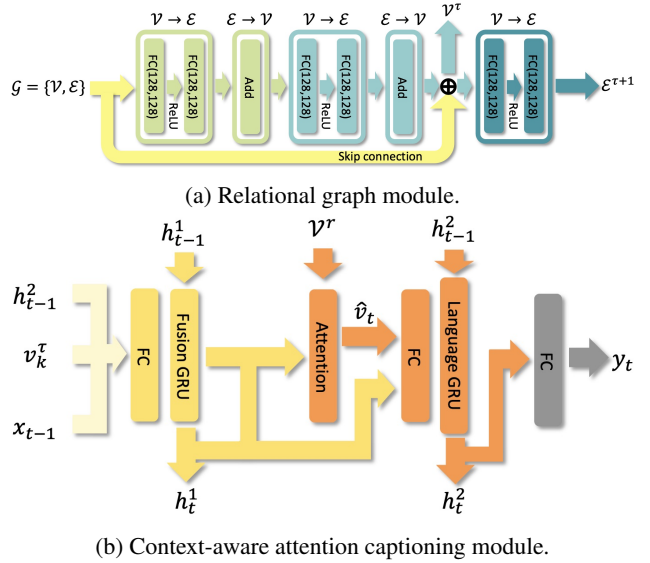 𝒱 → ℰ
ℰ → 𝒱
𝒱 → ℰ
ℰ → 𝒱
𝒱^τ
𝒱 → ℰ
𝒢 = {𝒱, ℰ}
FC(128,128)
ReLU
FC(128,128)
Add
FC(128,128)
ReLU
FC(128,128)
Add
⊕
FC(128,128)
ReLU
FC(128,128)
ℰ^{τ+1}
Skip connection
(a) Relational graph module.
h^1_{t−1}
𝒱^r
h^2_{t−1}
h^2_{t−1}
v^τ_k
x_{t−1}
FC
Fusion GRU
Attention
v̂_t
FC
Language GRU
FC
y_t
h^1_t
h^2_t
(b) Context-aware attention captioning module.